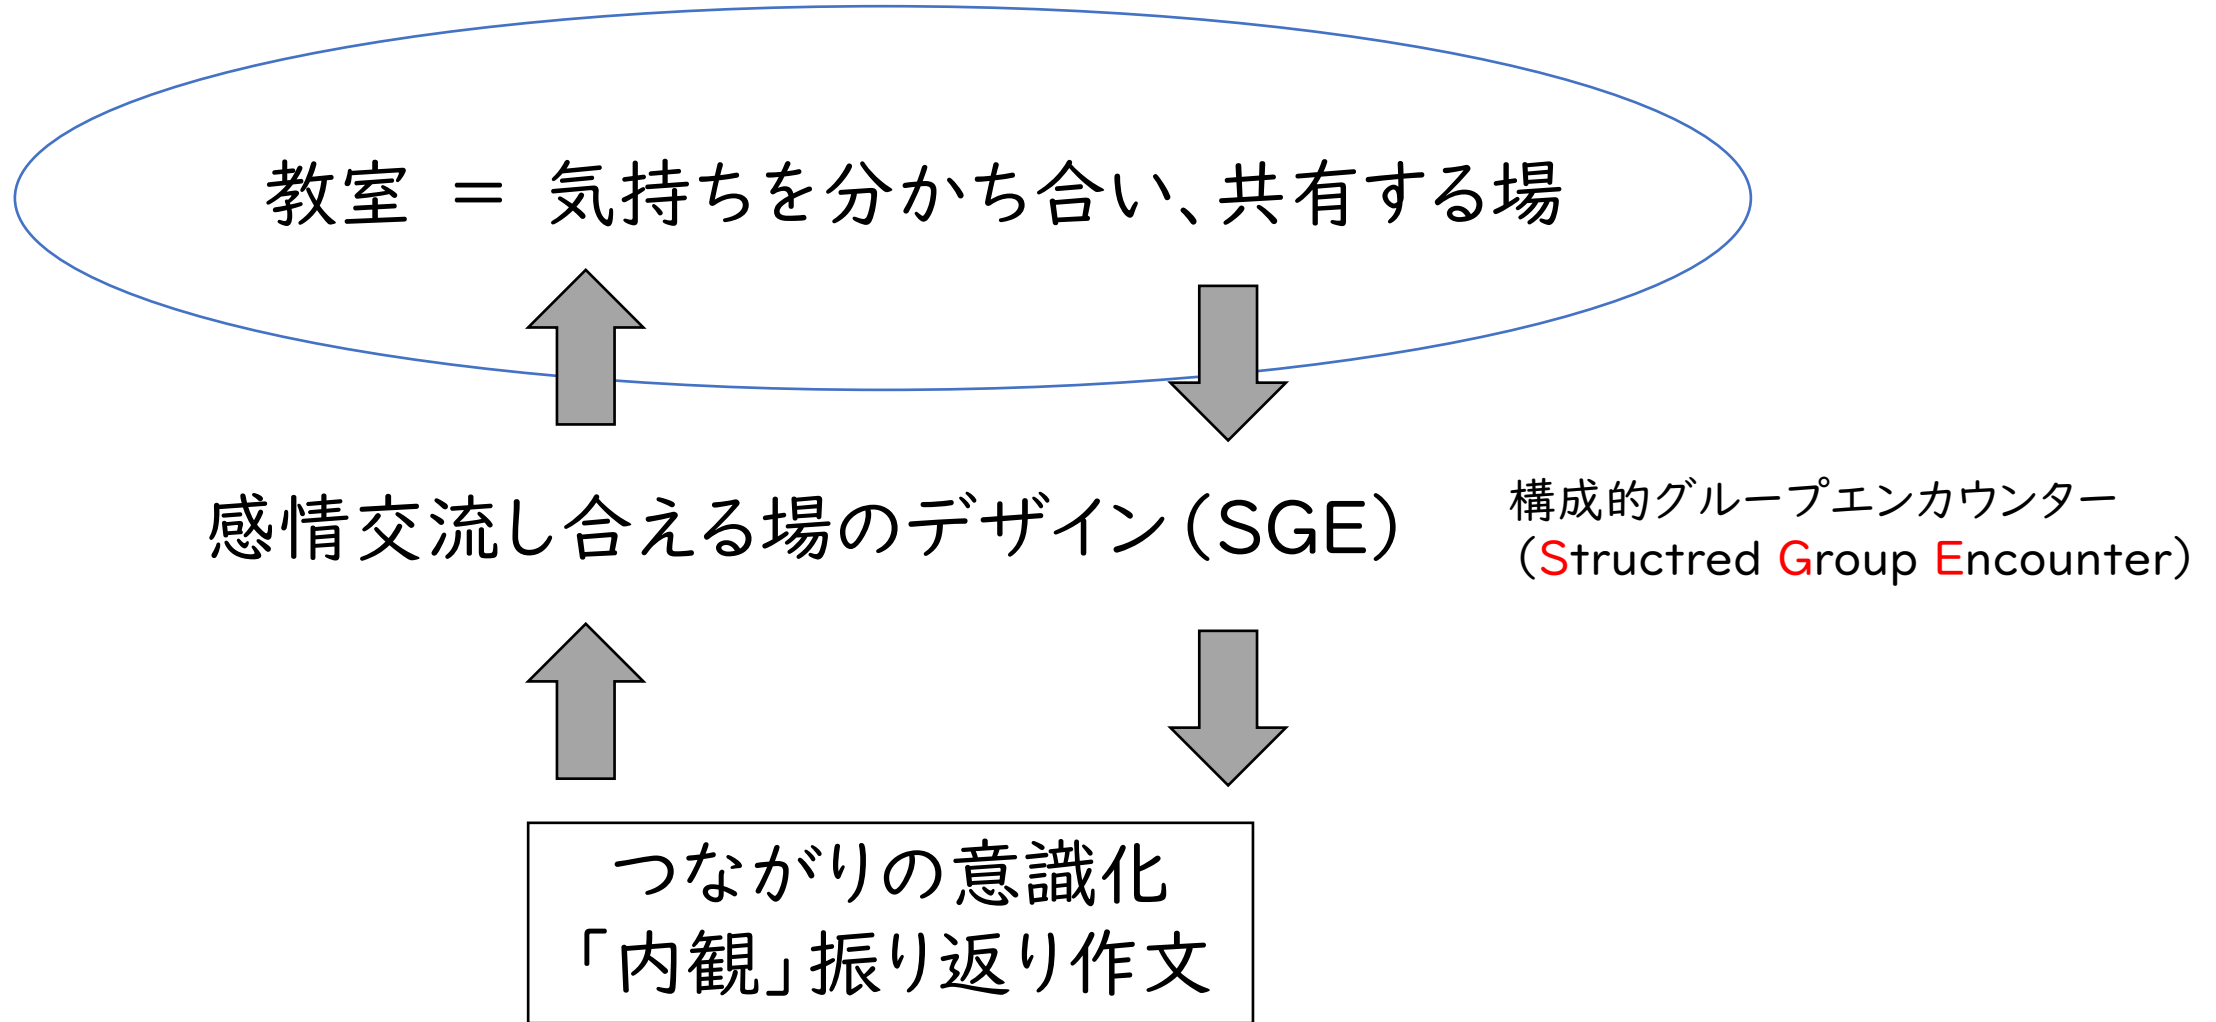 教室 = 気持ちを分かち合い、共有する場
感情交流し合える場のデザイン(SGE)
構成的グループエンカウンター
(Structred Group Encounter)
つながりの意識化
「内観」振り返り作文